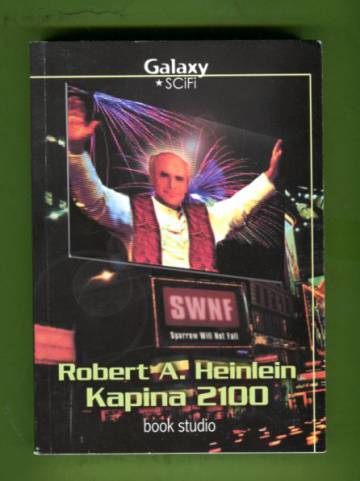 Galaxy
★ SCiFi
SWNF
Sparrow Will Not Fall
Robert A. Heinlein
Kapina 2100
book studio